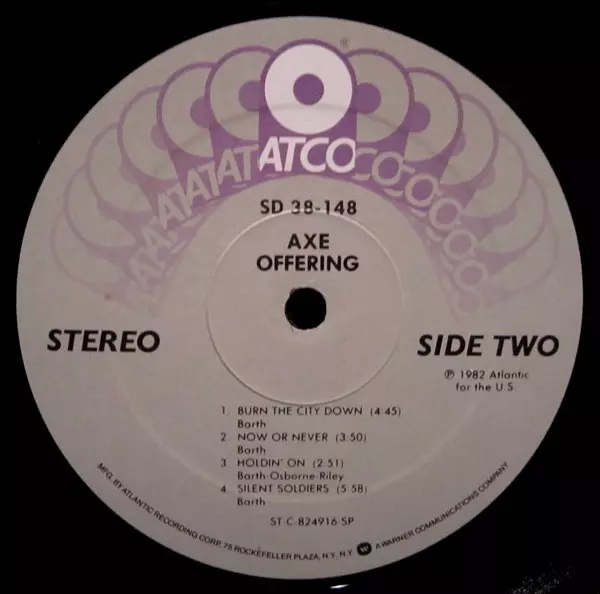 ®
ATCO
SD 38-148
AXE
OFFERING
STEREO
SIDE TWO
℗ 1982 Atlantic
for the U.S.
1. BURN THE CITY DOWN (4:45)
Barth
2. NOW OR NEVER (3:50)
Barth
3. HOLDIN' ON (2:51)
Barth-Osborne-Riley
4. SILENT SOLDIERS (5:58)
Barth
ST-C-824916-SP
MFG. BY ATLANTIC RECORDING CORP., 75 ROCKEFELLER PLAZA, N.Y. N.Y. W A WARNER COMMUNICATIONS COMPANY